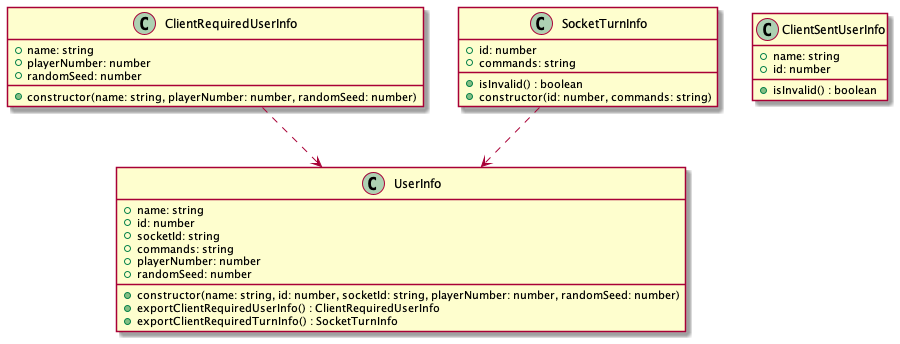 C ClientRequiredUserInfo
name: string
playerNumber: number
randomSeed: number
constructor(name: string, playerNumber: number, randomSeed: number)
C SocketTurnInfo
id: number
commands: string
isInvalid() : boolean
constructor(id: number, commands: string)
C ClientSentUserInfo
name: string
id: number
isInvalid() : boolean
C UserInfo
name: string
id: number
socketId: string
commands: string
playerNumber: number
randomSeed: number
constructor(name: string, id: number, socketId: string, playerNumber: number, randomSeed: number)
exportClientRequiredUserInfo() : ClientRequiredUserInfo
exportClientRequiredTurnInfo() : SocketTurnInfo